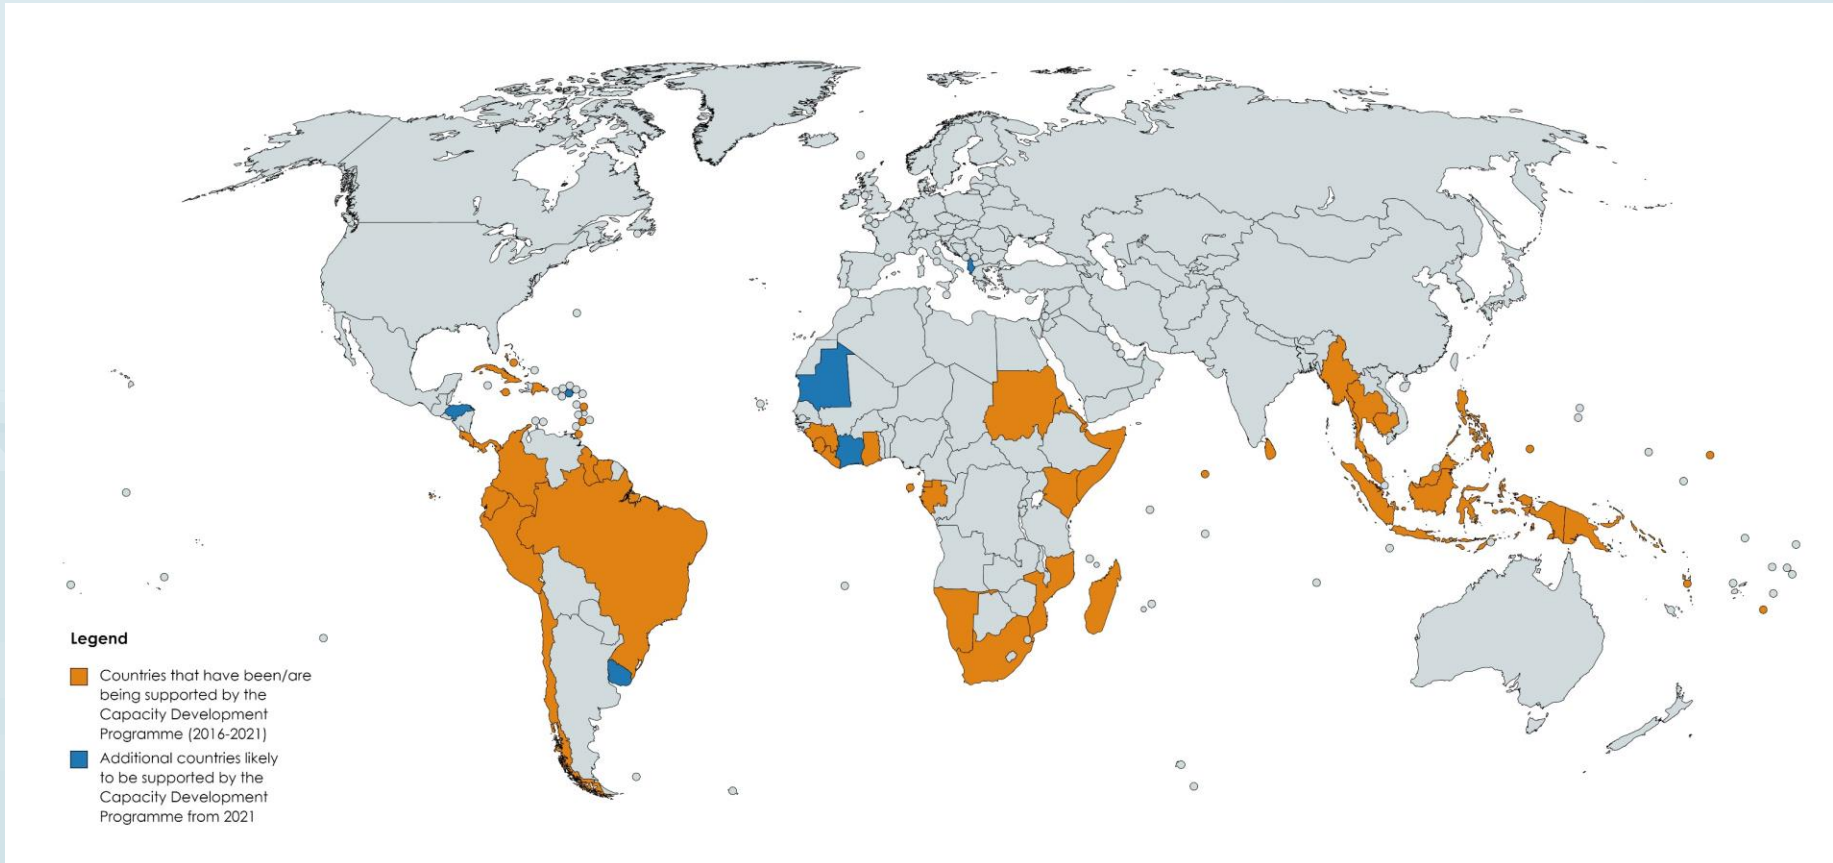 Legend
Countries that have been/are
being supported by the
Capacity Development
Programme (2016-2021)
Additional countries likely
to be supported by the
Capacity Development
Programme from 2021